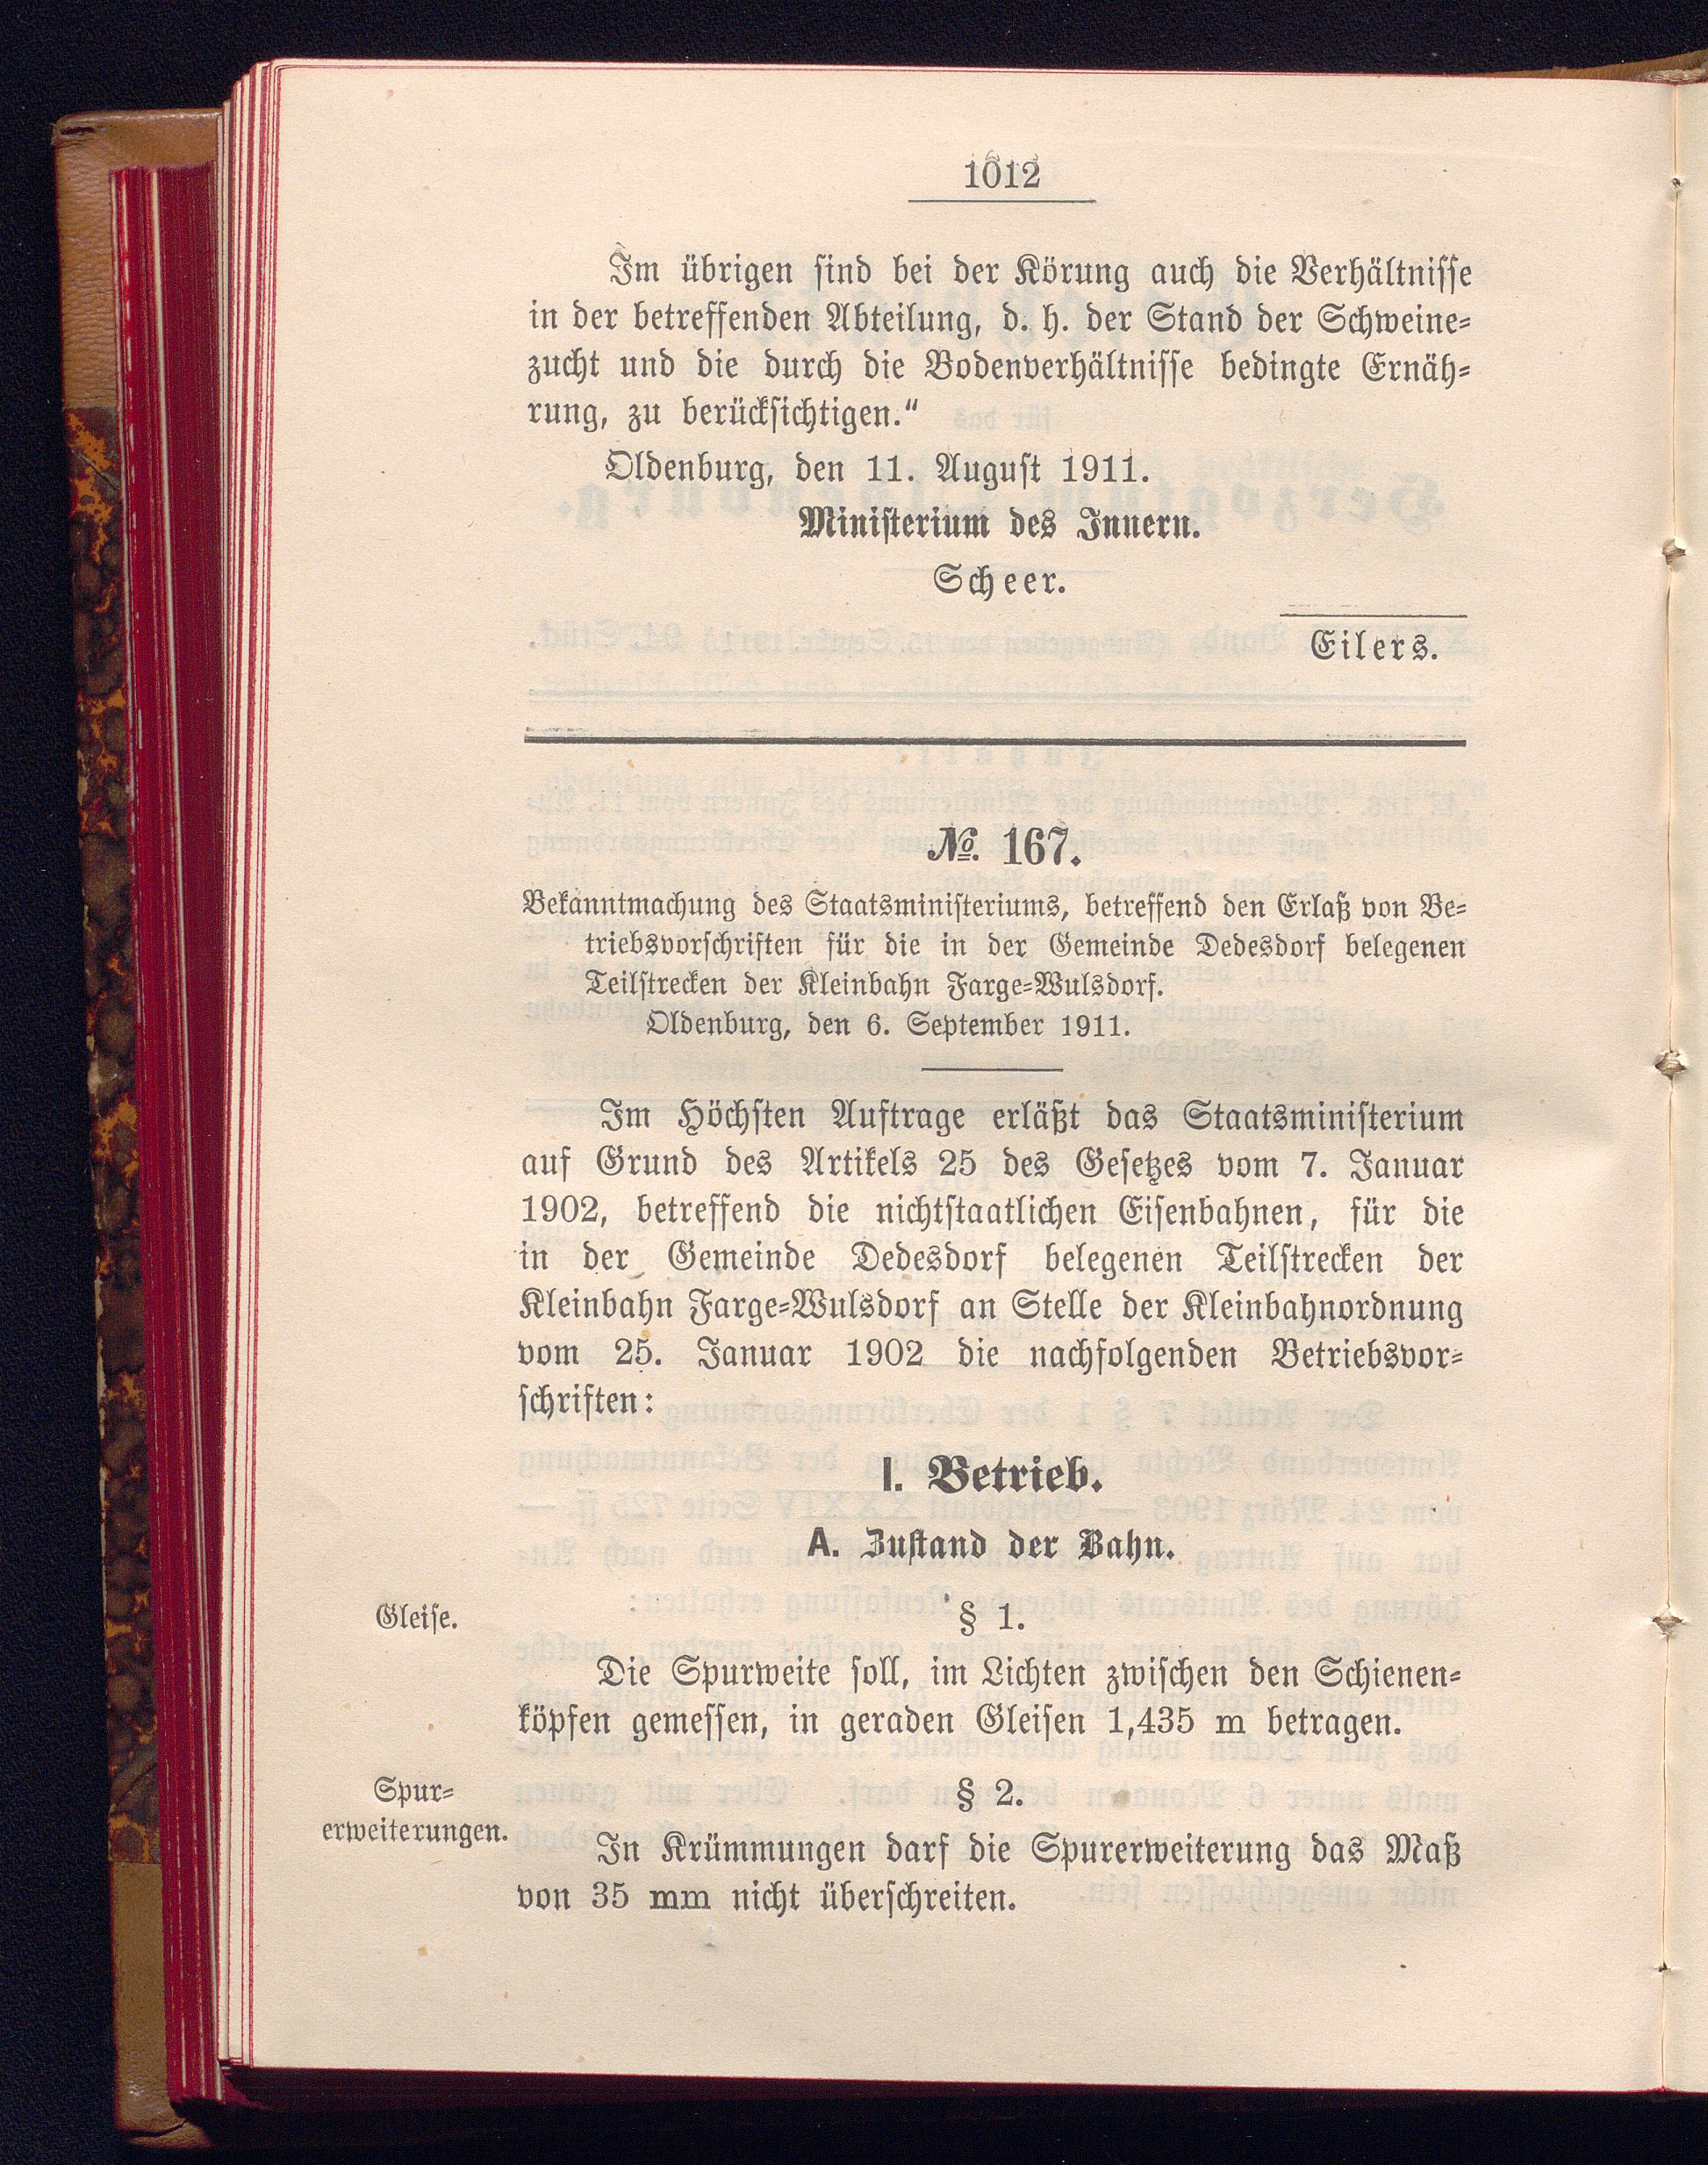 1012
Im übrigen sind bei der Körung auch die Verhältnisse
in der betreffenden Abteilung, d. h. der Stand der Schweine-
zucht und die durch die Bodenverhältnisse bedingte Ernäh-
rung, zu berücksichtigen.“
Oldenburg, den 11. August 1911.
Ministerium des Innern.
Scheer.
Eilers.
№. 167.
Bekanntmachung des Staatsministeriums, betreffend den Erlaß von Be-
triebsvorschriften für die in der Gemeinde Dedesdorf belegenen
Teilstrecken der Kleinbahn Farge-Wulsdorf.
Oldenburg, den 6. September 1911.
Im Höchsten Auftrage erläßt das Staatsministerium
auf Grund des Artikels 25 des Gesetzes vom 7. Januar
1902, betreffend die nichtstaatlichen Eisenbahnen, für die
in der Gemeinde Dedesdorf belegenen Teilstrecken der
Kleinbahn Farge-Wulsdorf an Stelle der Kleinbahnordnung
vom 25. Januar 1902 die nachfolgenden Betriebsvor-
schriften:
I. Betrieb.
A. Zustand der Bahn.
Gleise.
§ 1.
Die Spurweite soll, im Lichten zwischen den Schienen-
köpfen gemessen, in geraden Gleisen 1,435 m betragen.
Spur-
erweiterungen.
§ 2.
In Krümmungen darf die Spurerweiterung das Maß
von 35 mm nicht überschreiten.